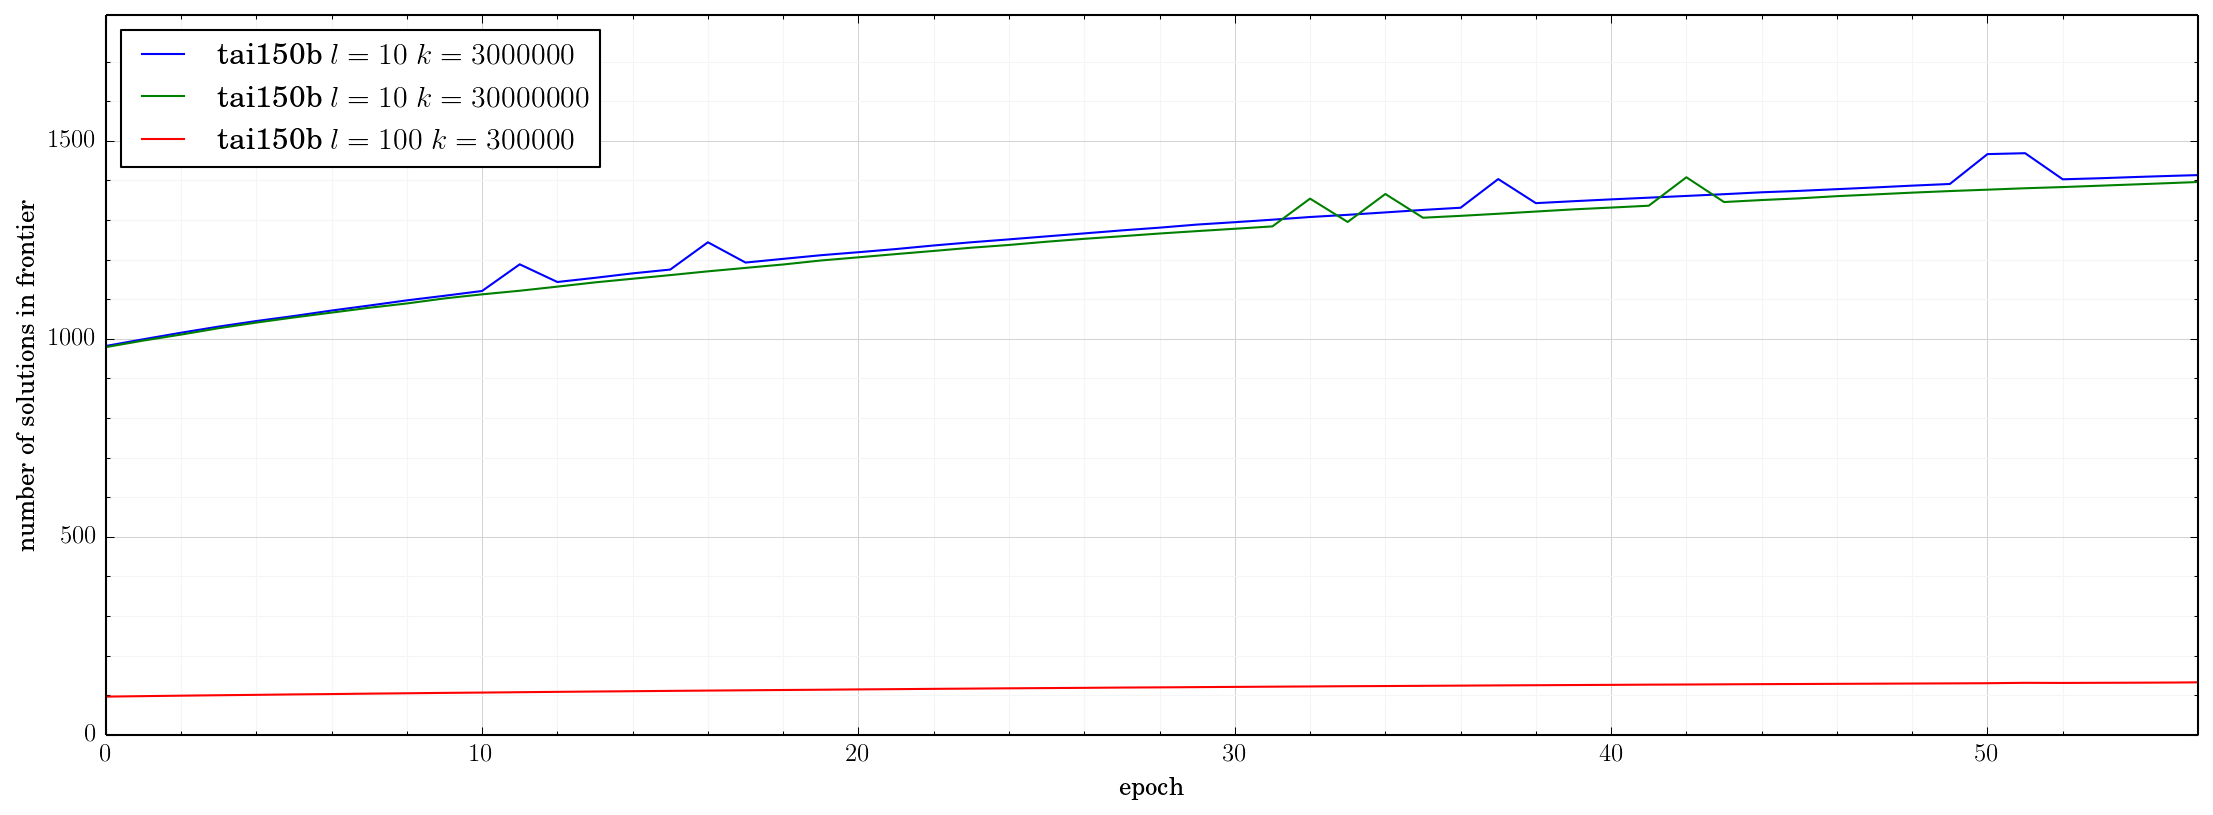 tai150b l = 10 k = 3000000
tai150b l = 10 k = 30000000
tai150b l = 100 k = 300000
number of solutions in frontier
1500
1000
500
0
0 10 20 30 40 50
epoch